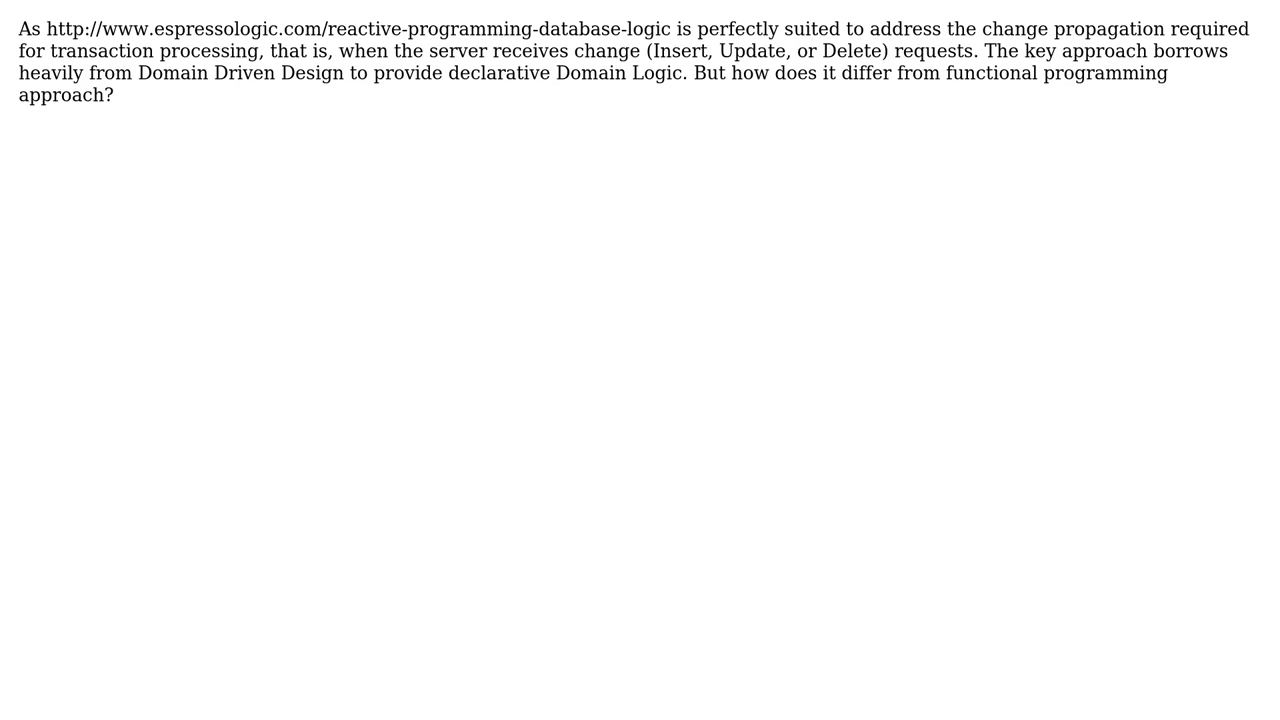 As http://www.espressologic.com/reactive-programming-database-logic is perfectly suited to address the change propagation required
for transaction processing, that is, when the server receives change (Insert, Update, or Delete) requests. The key approach borrows
heavily from Domain Driven Design to provide declarative Domain Logic. But how does it differ from functional programming
approach?